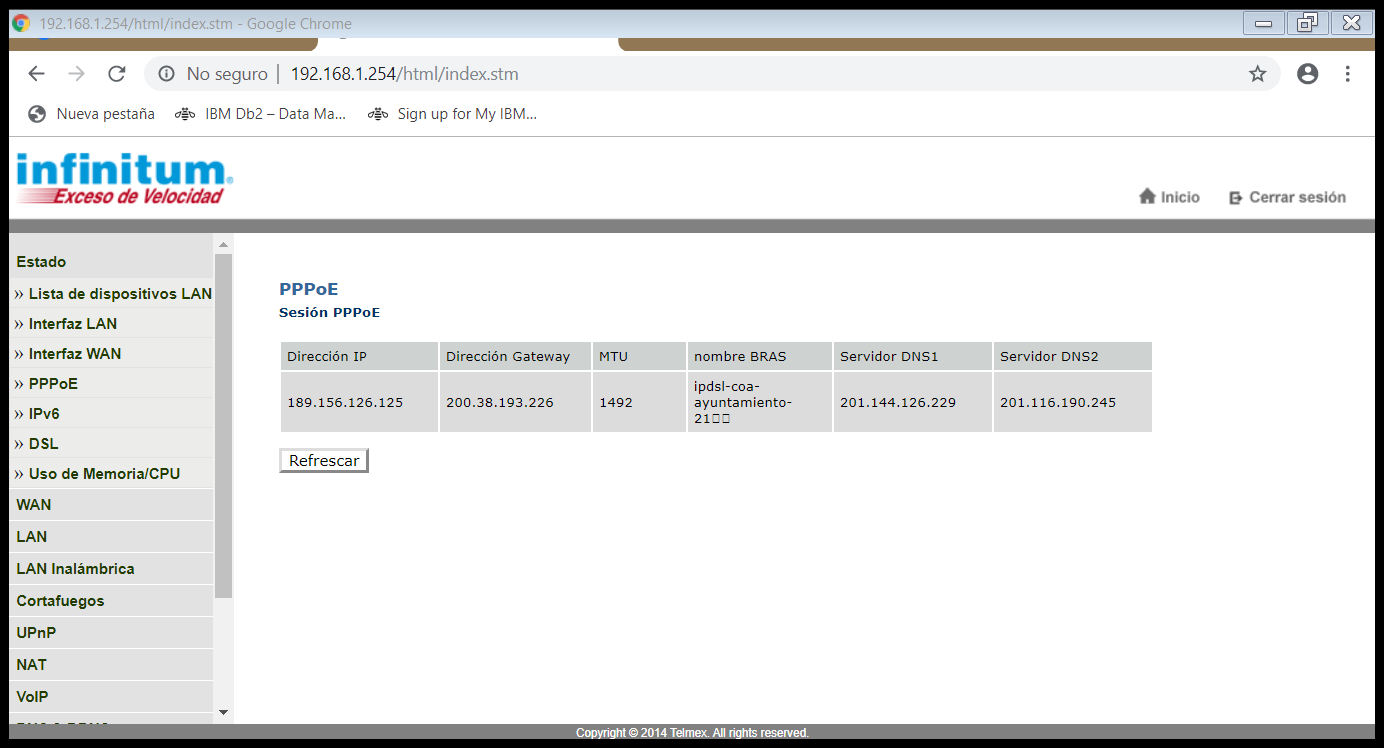 192.168.1.254/html/index.stm - Google Chrome
No seguro | 192.168.1.254/html/index.stm
Nueva pestaña IBM Db2 – Data Ma... Sign up for My IBM...
infinitum®
Exceso de Velocidad
Inicio Cerrar sesión
Estado
» Lista de dispositivos LAN
» Interfaz LAN
» Interfaz WAN
» PPPoE
» IPv6
» DSL
» Uso de Memoria/CPU
WAN
LAN
LAN Inalámbrica
Cortafuegos
UPnP
NAT
VoIP
PPPoE
Sesión PPPoE
Dirección IP Dirección Gateway MTU nombre BRAS Servidor DNS1 Servidor DNS2
189.156.126.125 200.38.193.226 1492 ipdsl-coa-ayuntamiento-21 201.144.126.229 201.116.190.245
Refrescar
Copyright © 2014 Telmex. All rights reserved.